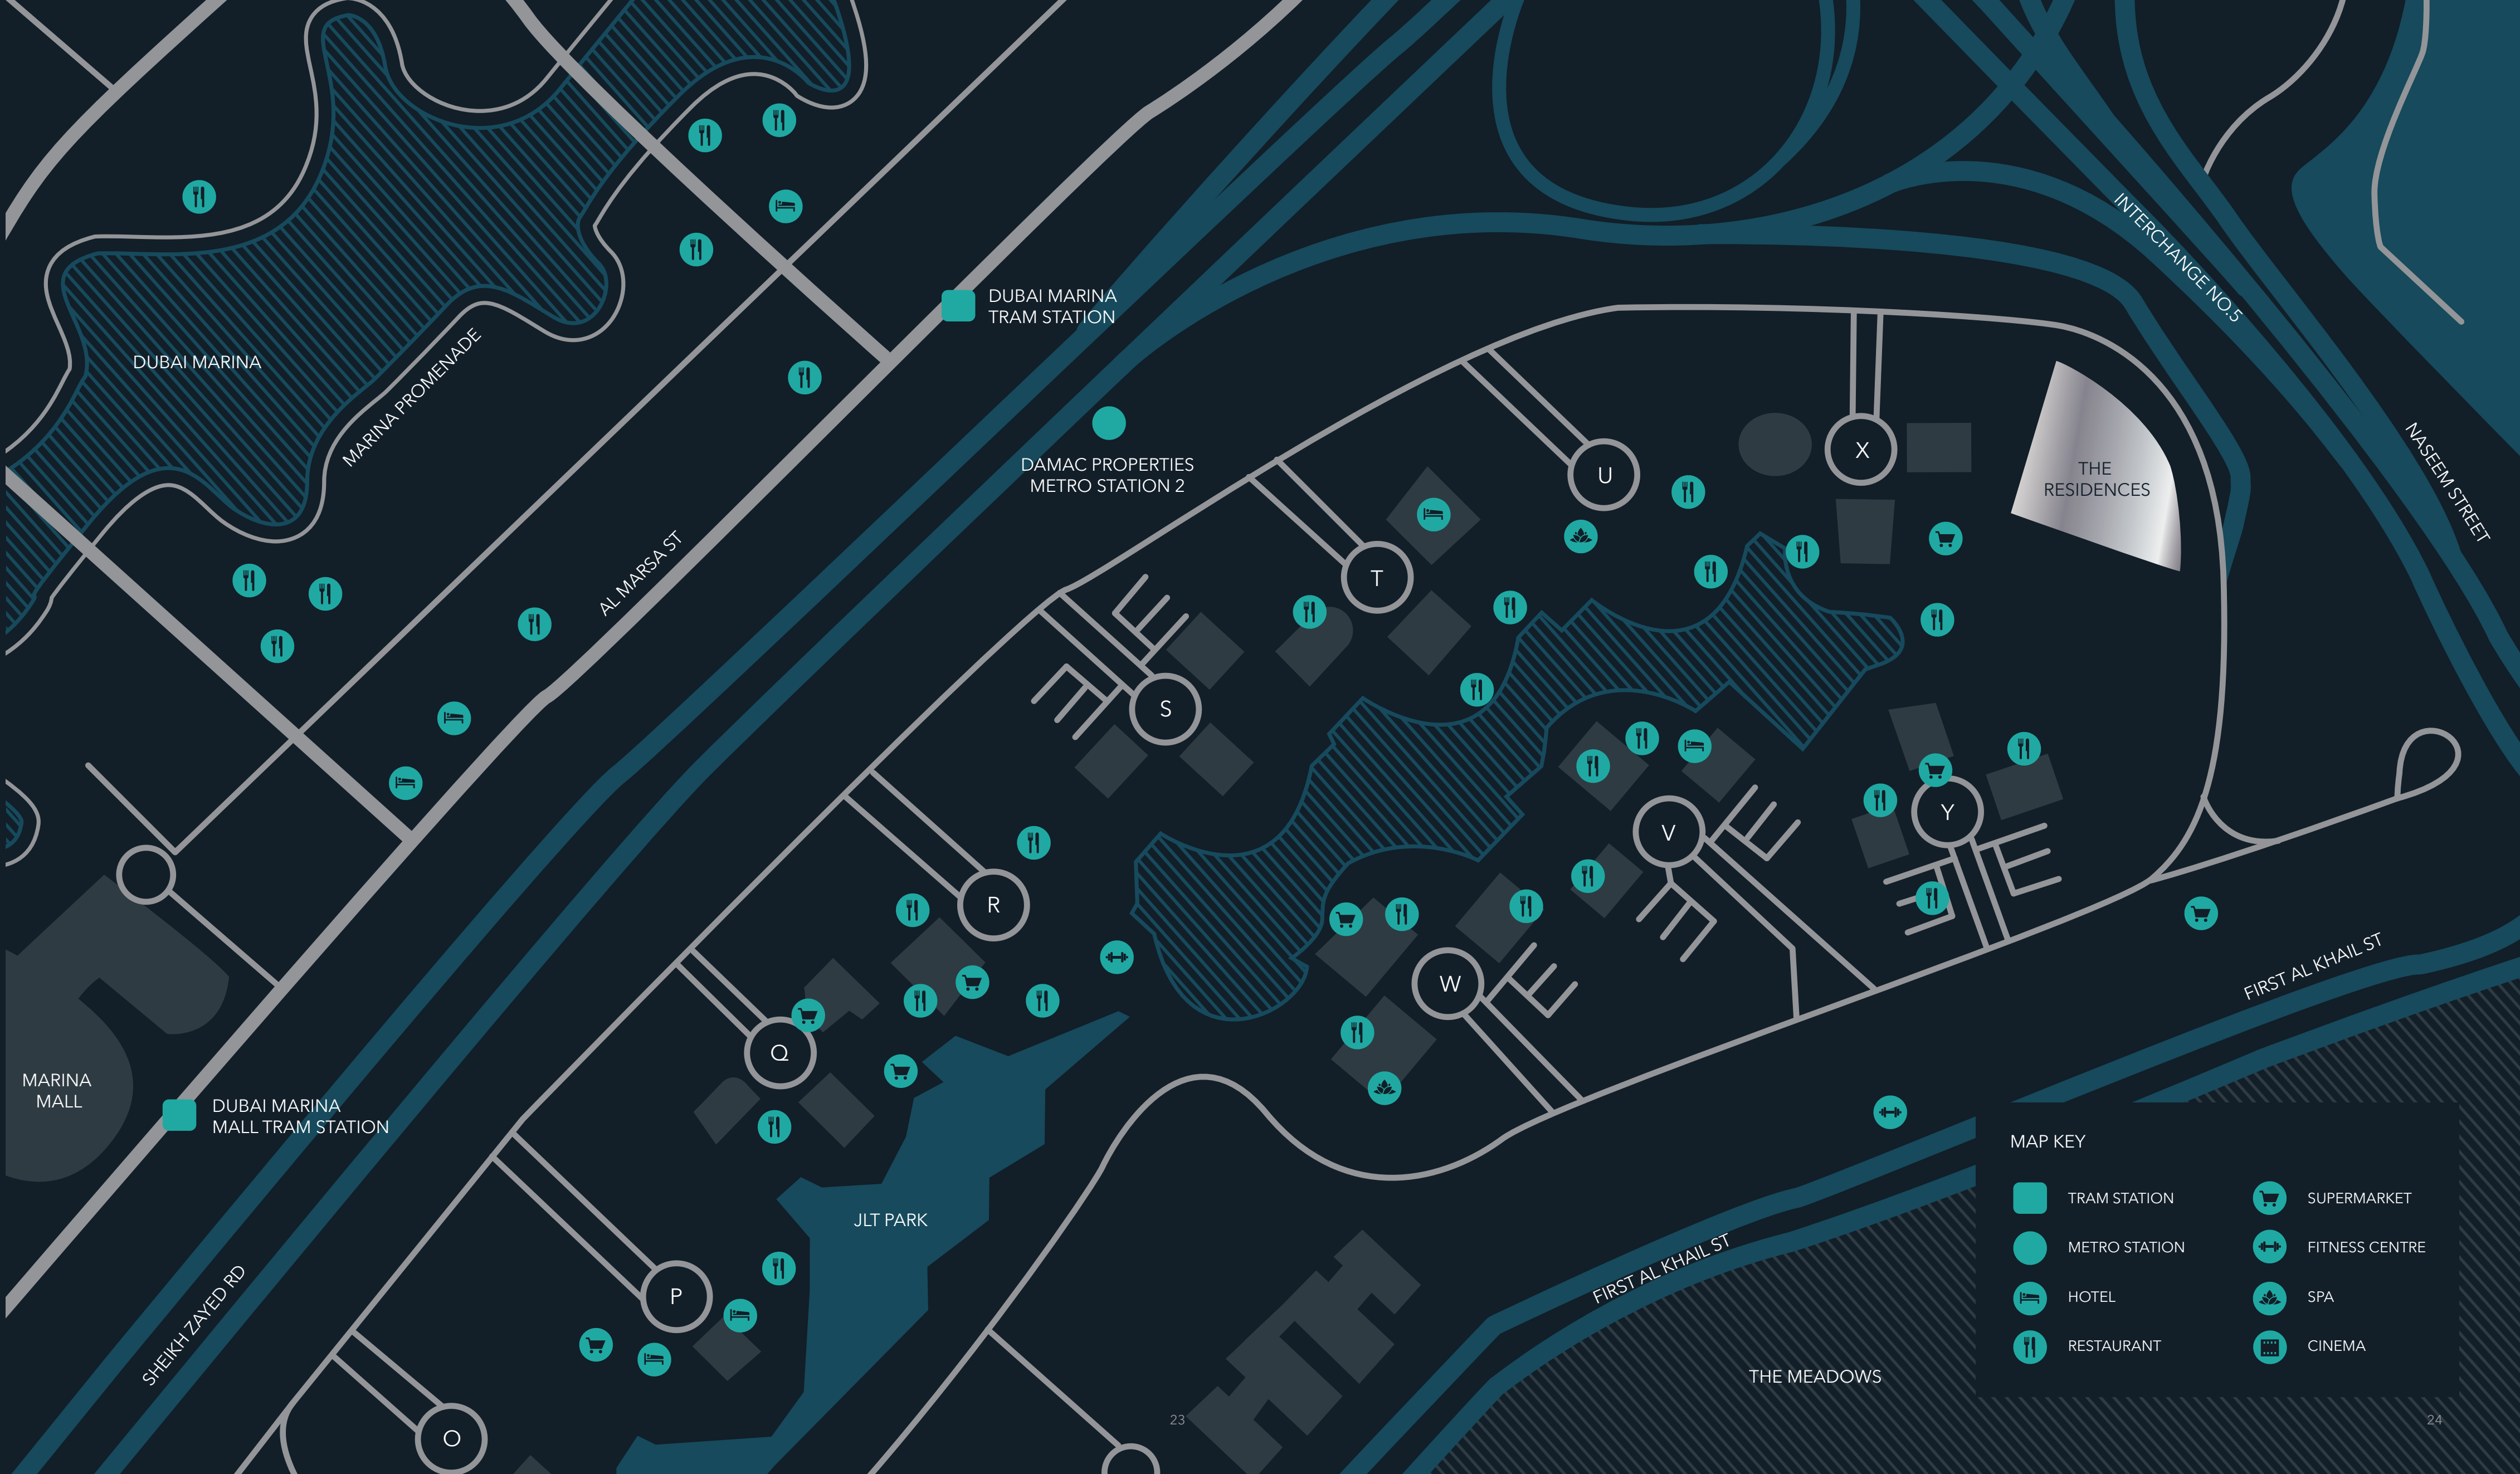 DUBAI MARINA
TRAM STATION
INTERCHANGE NO.5
DUBAI MARINA
MARINA PROMENADE
DAMAC PROPERTIES
METRO STATION 2
U
X
THE
RESIDENCES
NASEEM STREET
AL MARSA ST
T
S
V
Y
R
W
FIRST AL KHAIL ST
Q
MARINA
MALL
DUBAI MARINA
MALL TRAM STATION
JLT PARK
P
SHEIKH ZAYED RD
FIRST AL KHAIL ST
THE MEADOWS
O
MAP KEY
TRAM STATION
METRO STATION
HOTEL
RESTAURANT
SUPERMARKET
FITNESS CENTRE
SPA
CINEMA
23
24